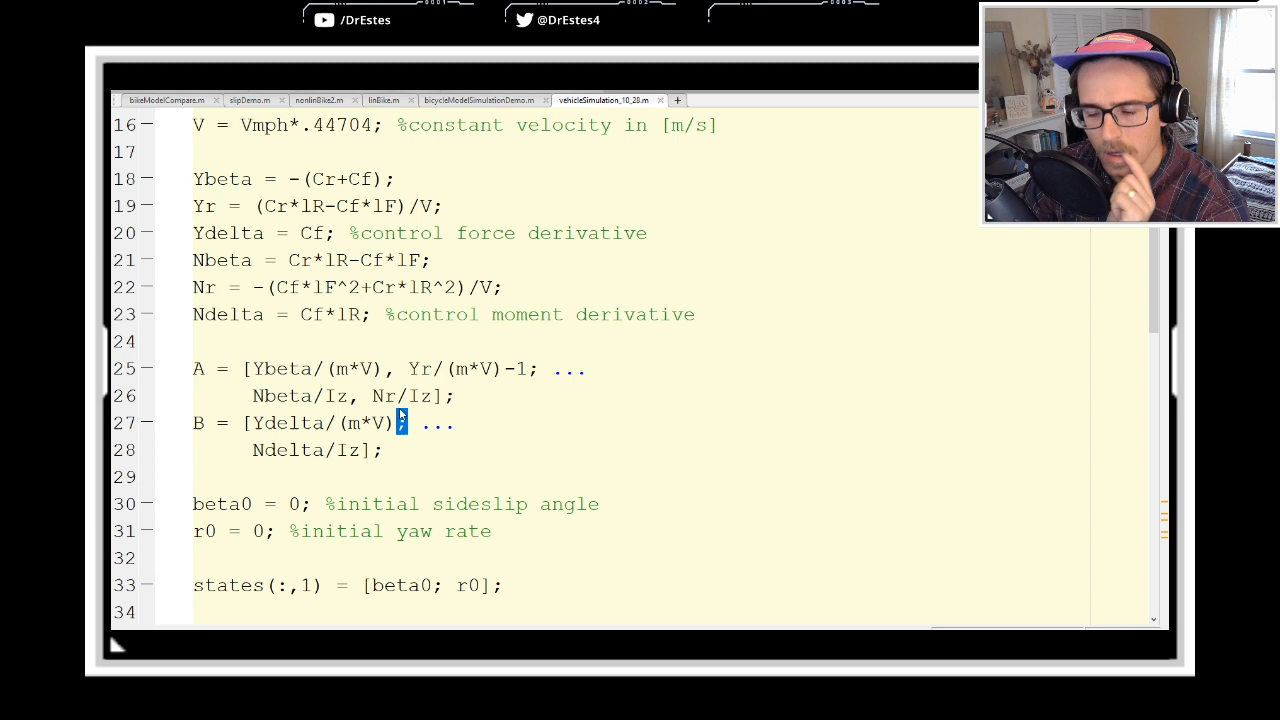 0001 0002 0003
/DrEstes @DrEstes4
bikeModelCompare.m slipDemo.m nonlinBike2.m linBike.m bicycleModelSimulationDemo.m vehicleSimulation_10_28.m
16 V = Vmph*.44704; %constant velocity in [m/s]
17
18 Ybeta = -(Cr+Cf);
19 Yr = (Cr*lR-Cf*lF)/V;
20 Ydelta = Cf; %control force derivative
21 Nbeta = Cr*lR-Cf*lF;
22 Nr = -(Cf*lF^2+Cr*lR^2)/V;
23 Ndelta = Cf*lR; %control moment derivative
24
25 A = [Ybeta/(m*V), Yr/(m*V)-1; ...
26 Nbeta/Iz, Nr/Iz];
27 B = [Ydelta/(m*V); ...
28 Ndelta/Iz];
29
30 beta0 = 0; %initial sideslip angle
31 r0 = 0; %initial yaw rate
32
33 states(:,1) = [beta0; r0];
34